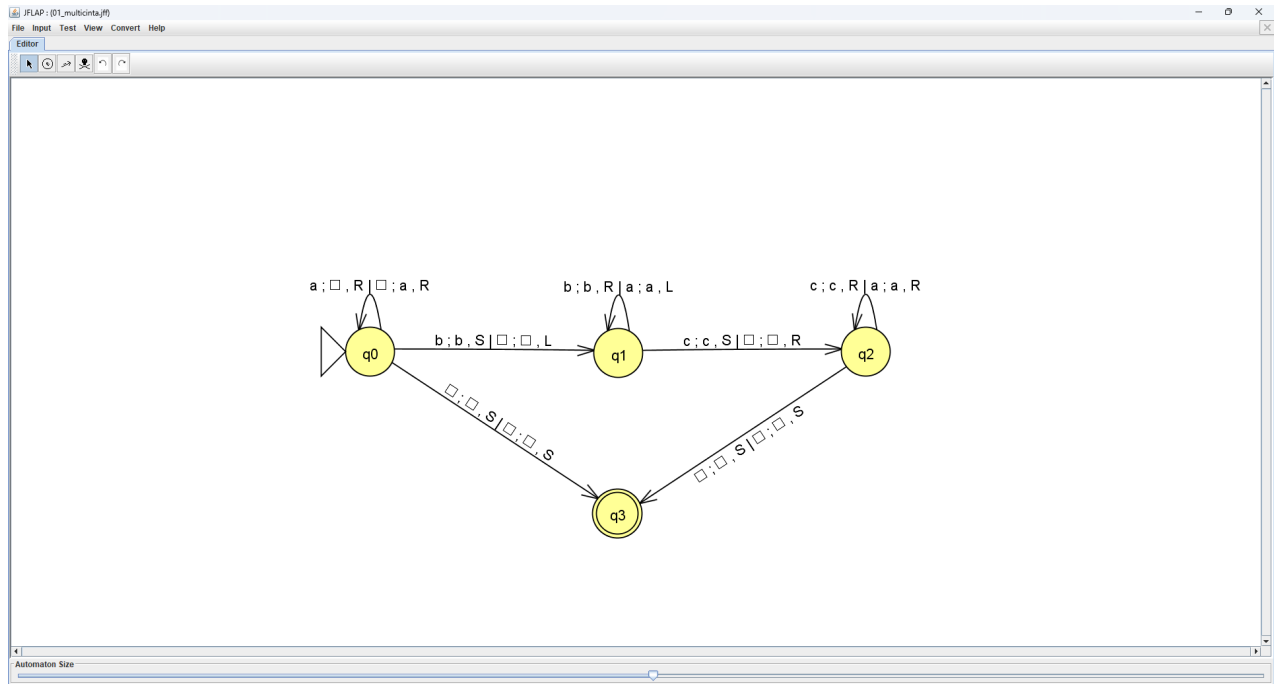 JFLAP : (01_multicinta.jff)
File Input Test View Convert Help
Editor
a ; □ , R | □ ; a , R
b ; b , R | a ; a , L
c ; c , R | a ; a , R
b ; b , S | □ ; □ , L
c ; c , S | □ ; □ , R
q0
q1
q2
□ ; □ , S | □ ; □ , S
□ ; □ , S | □ ; □ , S
q3
Automaton Size